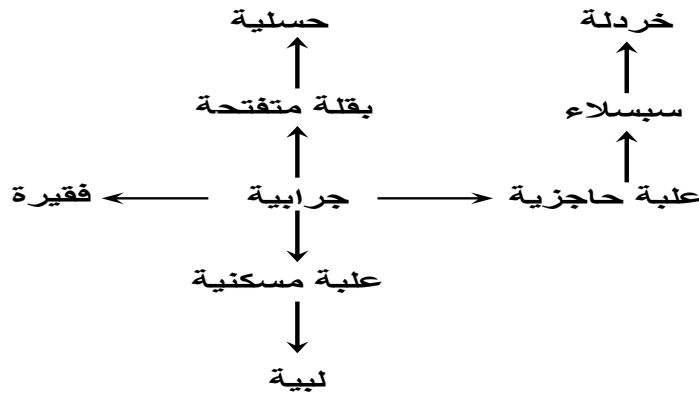 حسلية
خردلة
بقلة متفتحة
سبسلاء
فقيرة
جرابية
علبة حاجزية
علبة مسكنية
لبية